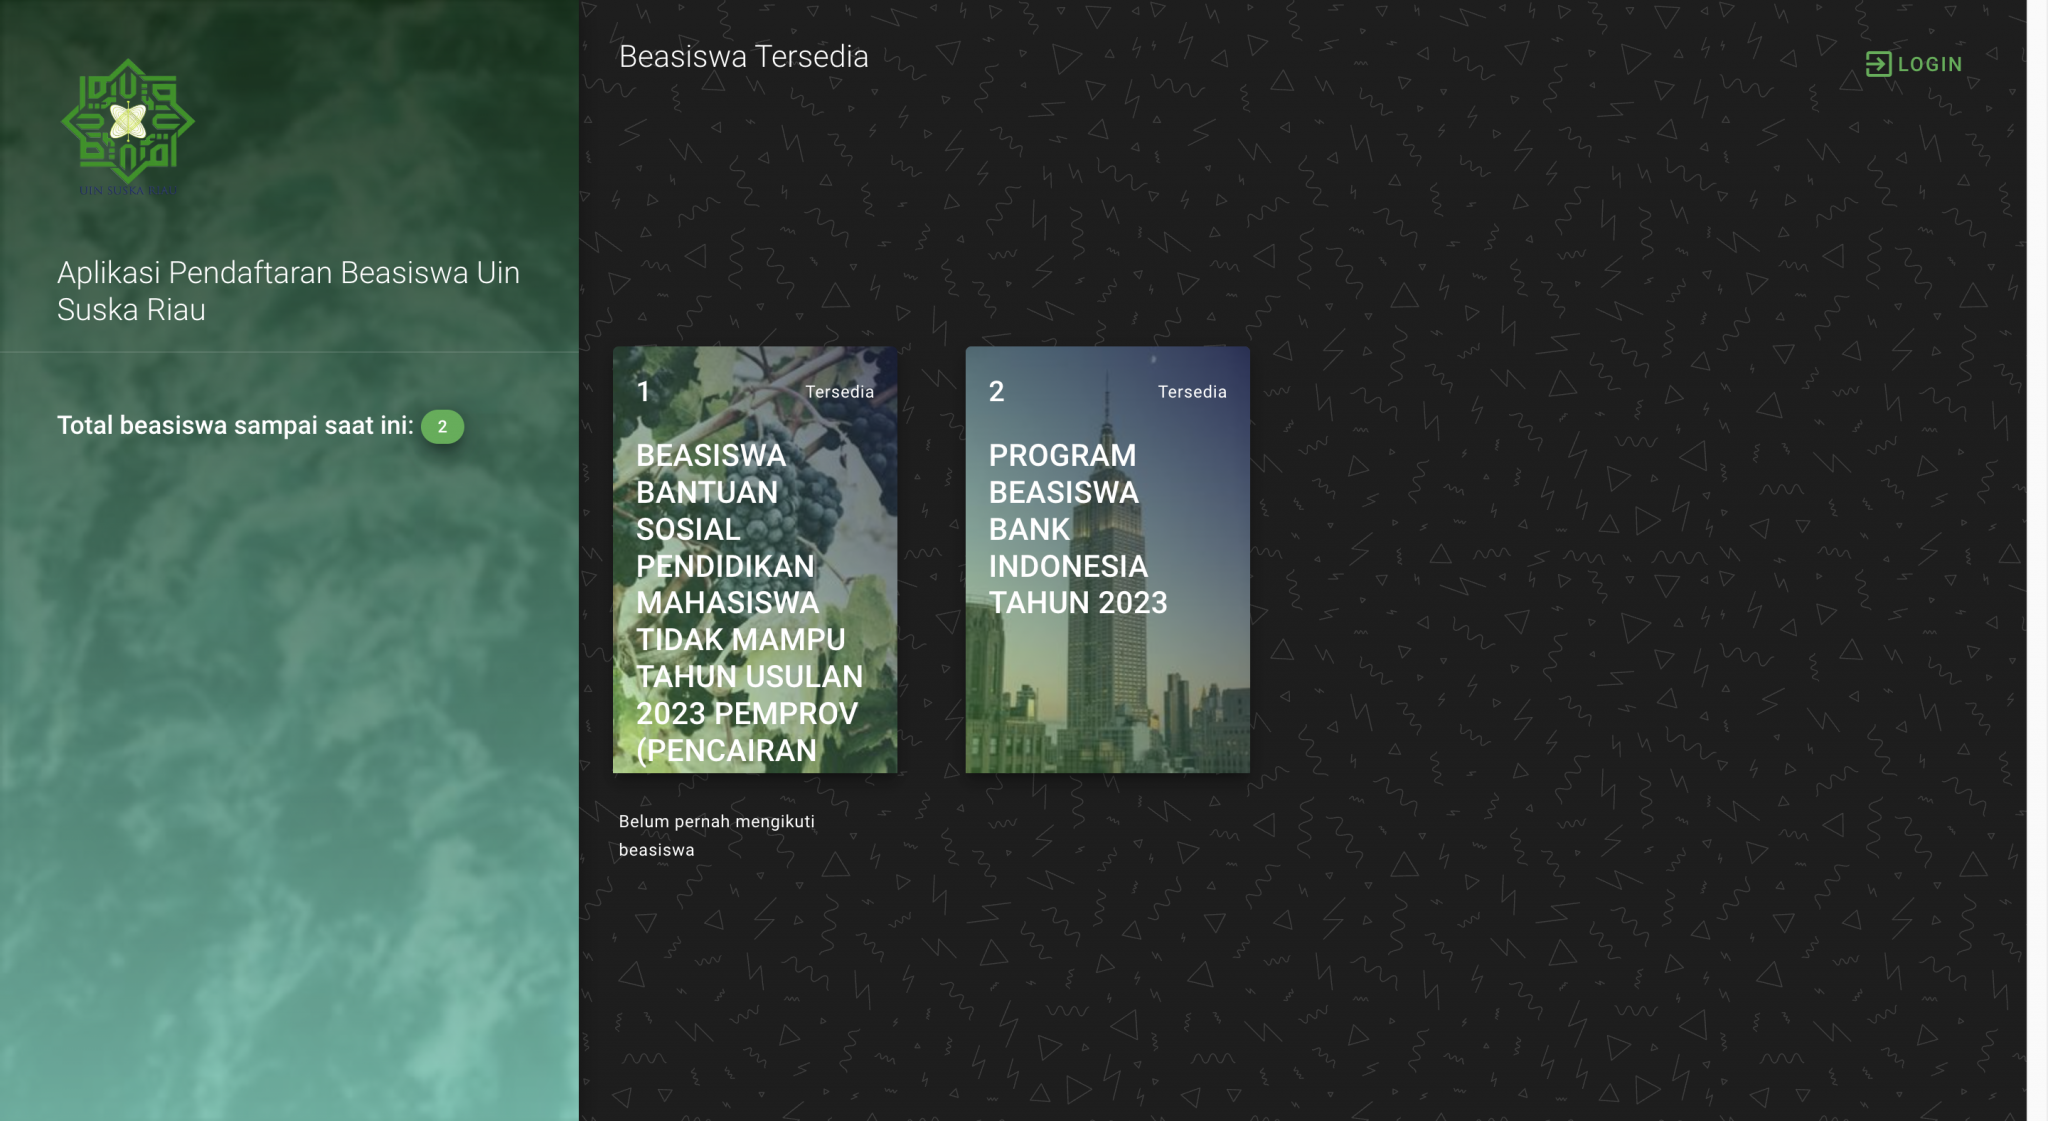 UIN SUSKA RIAU
Aplikasi Pendaftaran Beasiswa Uin
Suska Riau
Total beasiswa sampai saat ini: 2
Beasiswa Tersedia
LOGIN
1 Tersedia
BEASISWA
BANTUAN
SOSIAL
PENDIDIKAN
MAHASISWA
TIDAK MAMPU
TAHUN USULAN
2023 PEMPROV
(PENCAIRAN
2 Tersedia
PROGRAM
BEASISWA
BANK
INDONESIA
TAHUN 2023
Belum pernah mengikuti
beasiswa